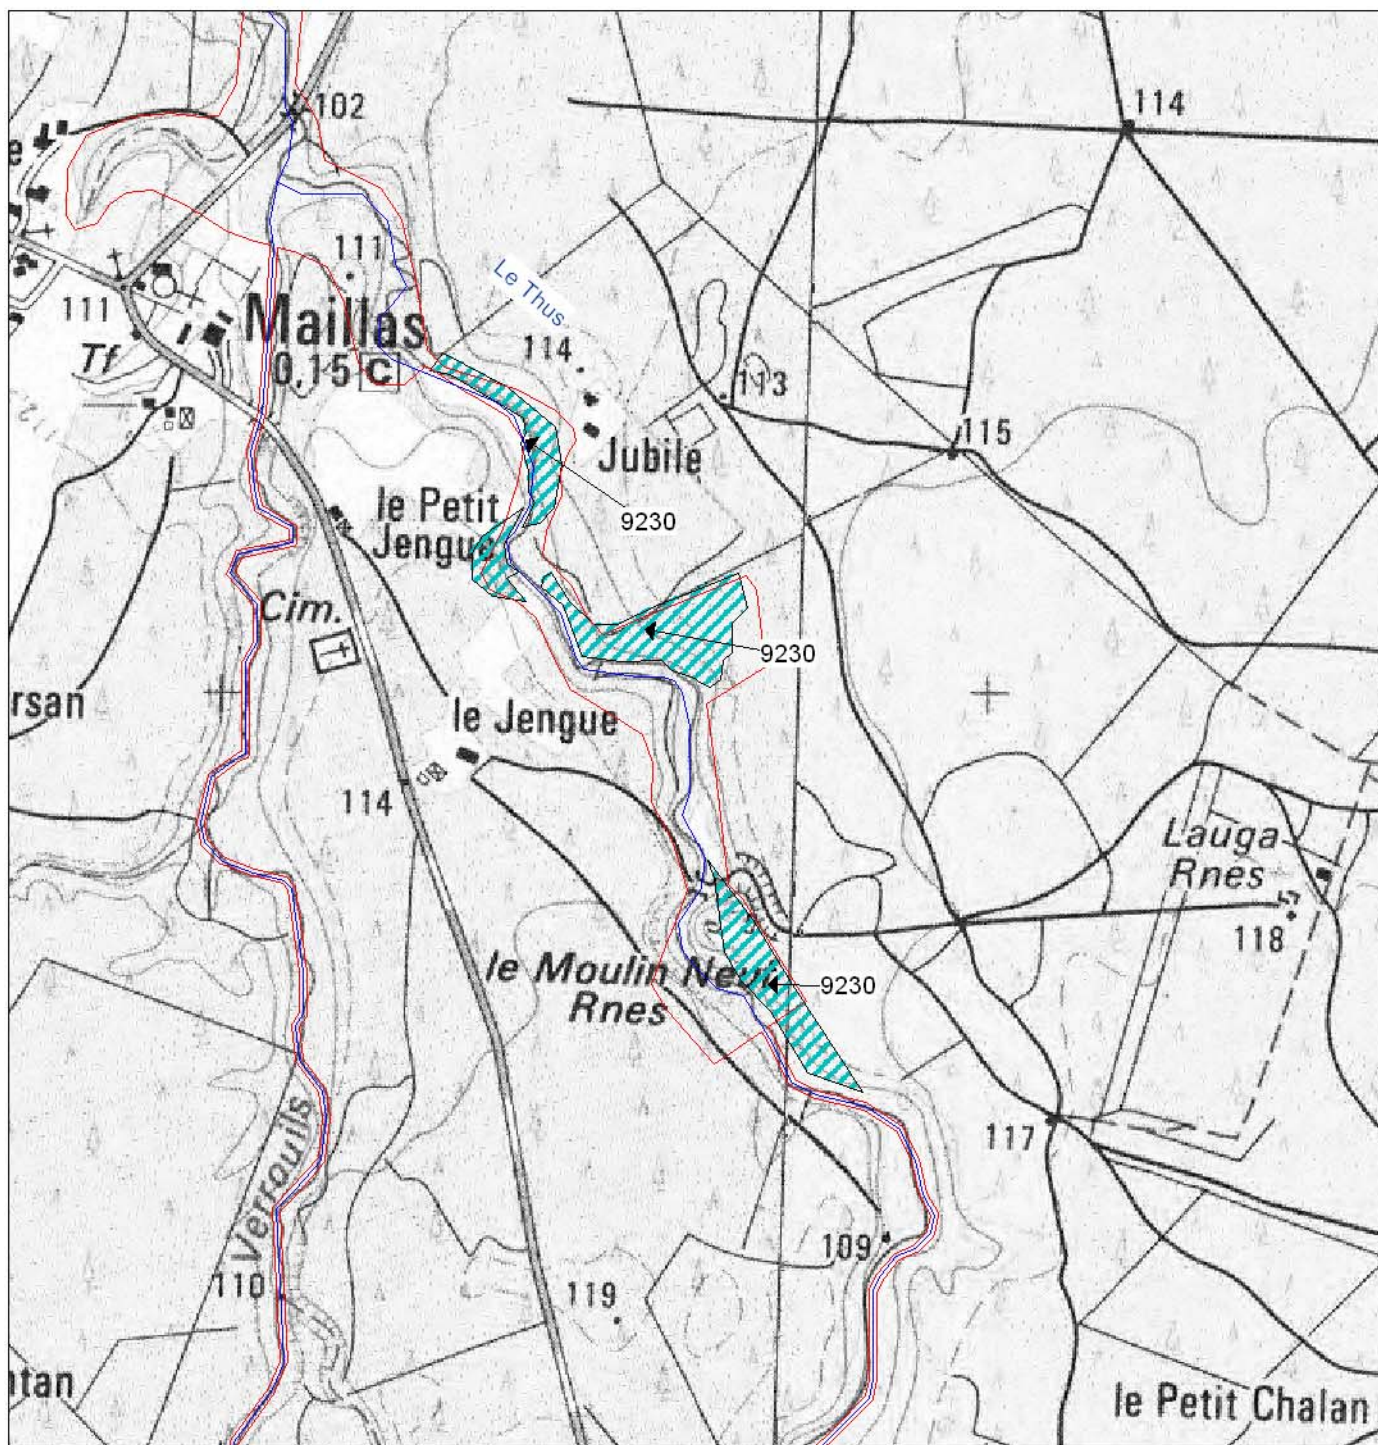 102
114
e
111
Le Thus
111
Maillas
114
0,15 C
Tf
113
115
Jubile
le Petit
Jengue
9230
Cim.
9230
rsan
le Jengue
114
Lauga
Rnes
118
le Moulin Neuf
Rnes
9230
Verrouils
117
109
110
119
ntan
le Petit Chalan